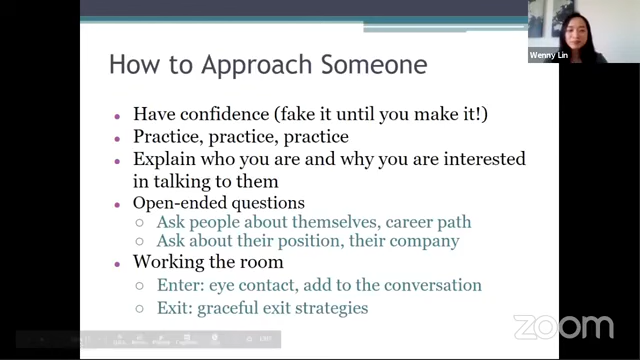 Wenny Lin
How to Approach Someone
Have confidence (fake it until you make it!)
Practice, practice, practice
Explain who you are and why you are interested
in talking to them
Open-ended questions
Ask people about themselves, career path
Ask about their position, their company
Working the room
Enter: eye contact, add to the conversation
Exit: graceful exit strategies
zoom